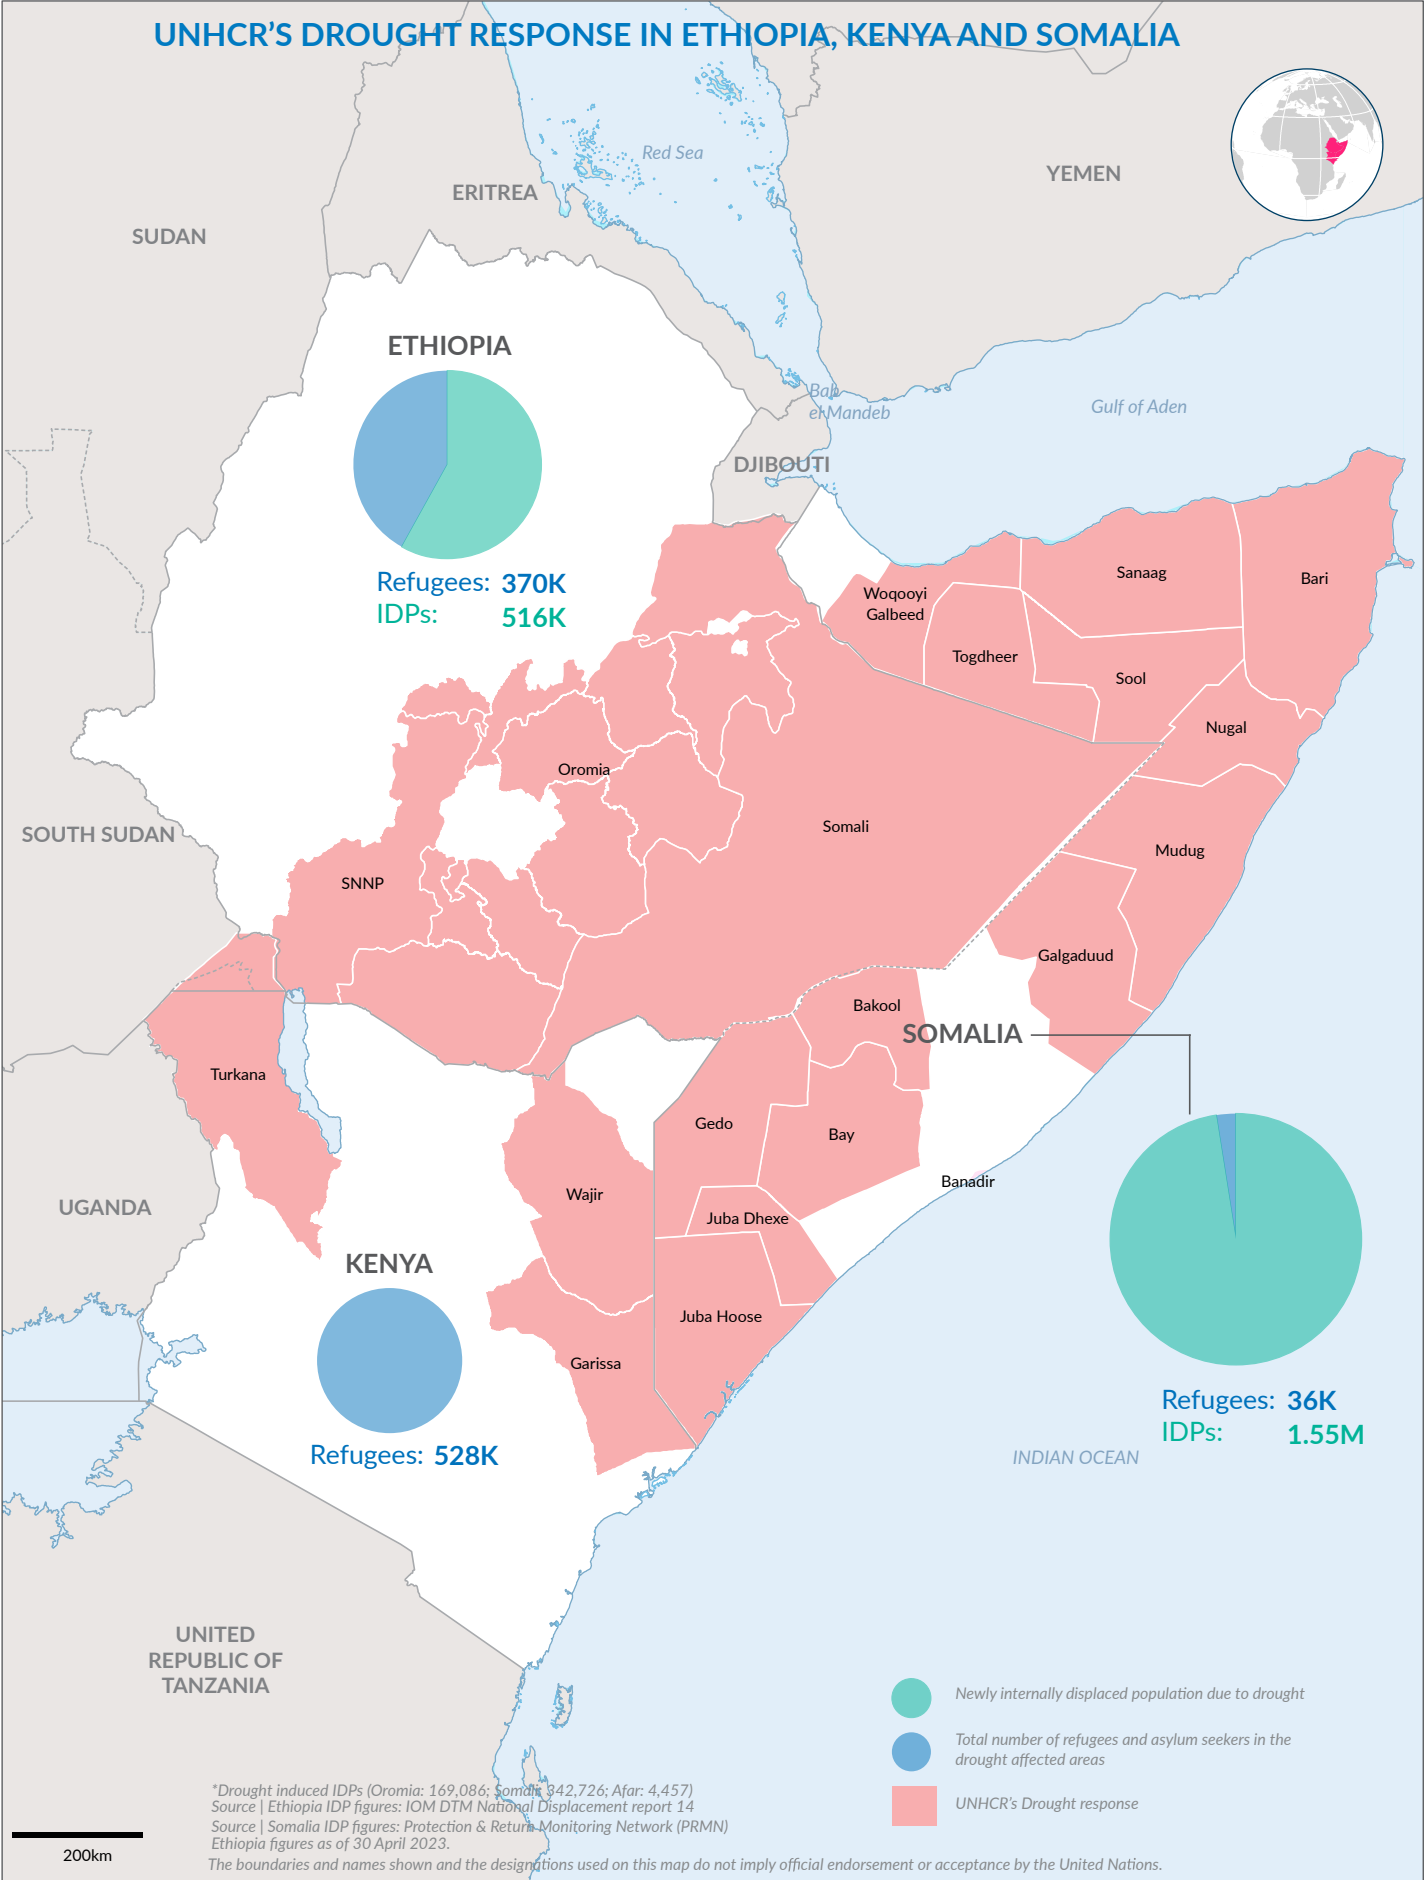 UNHCR'S DROUGHT RESPONSE IN ETHIOPIA, KENYA AND SOMALIA
Red Sea
YEMEN
ERITREA
SUDAN
ETHIOPIA
Bab
el-Mandeb
Gulf of Aden
DJIBOUTI
Refugees: 370K
IDPs: 516K
Sanaag
Bari
Woqooyi
Galbeed
Togdheer
Sool
Nugal
Oromia
Somali
SOUTH SUDAN
Mudug
SNNP
Galgaduud
Bakool
SOMALIA
Turkana
Gedo
Bay
Banadir
UGANDA
Wajir
Juba Dhexe
KENYA
Juba Hoose
Garissa
Refugees: 36K
IDPs: 1.55M
Refugees: 528K
INDIAN OCEAN
UNITED
REPUBLIC OF
TANZANIA
Newly internally displaced population due to drought
Total number of refugees and asylum seekers in the
drought affected areas
UNHCR's Drought response
*Drought induced IDPs (Oromia: 169,086; Somali: 342,726; Afar: 4,457)
Source | Ethiopia IDP figures: IOM DTM National Displacement report 14
Source | Somalia IDP figures: Protection & Return Monitoring Network (PRMN)
Ethiopia figures as of 30 April 2023.
200km
The boundaries and names shown and the designations used on this map do not imply official endorsement or acceptance by the United Nations.